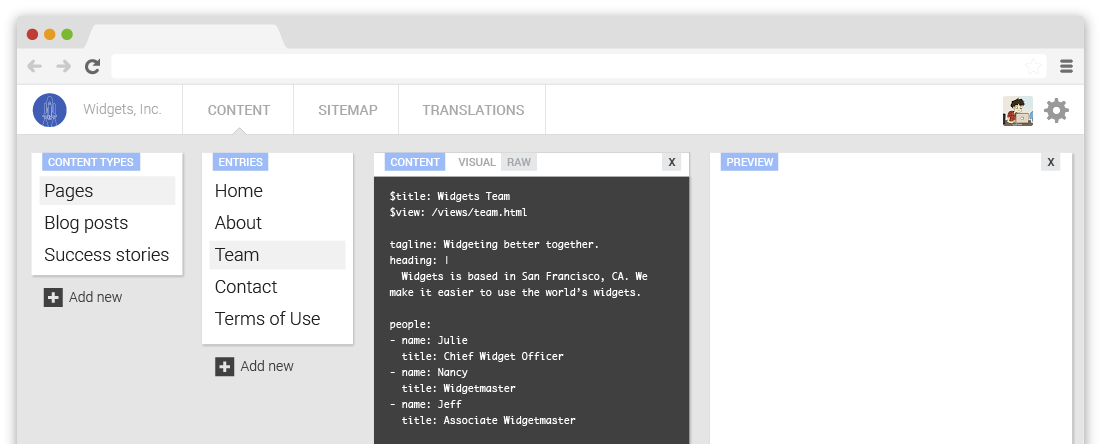 Widgets, Inc.
CONTENT
SITEMAP
TRANSLATIONS
CONTENT TYPES
Pages
Blog posts
Success stories
Add new
ENTRIES
Home
About
Team
Contact
Terms of Use
Add new
CONTENT VISUAL RAW X
$title: Widgets Team
$view: /views/team.html
tagline: Widgeting better together.
heading: |
Widgets is based in San Francisco, CA. We
make it easier to use the world’s widgets.
people:
- name: Julie
title: Chief Widget Officer
- name: Nancy
title: Widgetmaster
- name: Jeff
title: Associate Widgetmaster
PREVIEW X